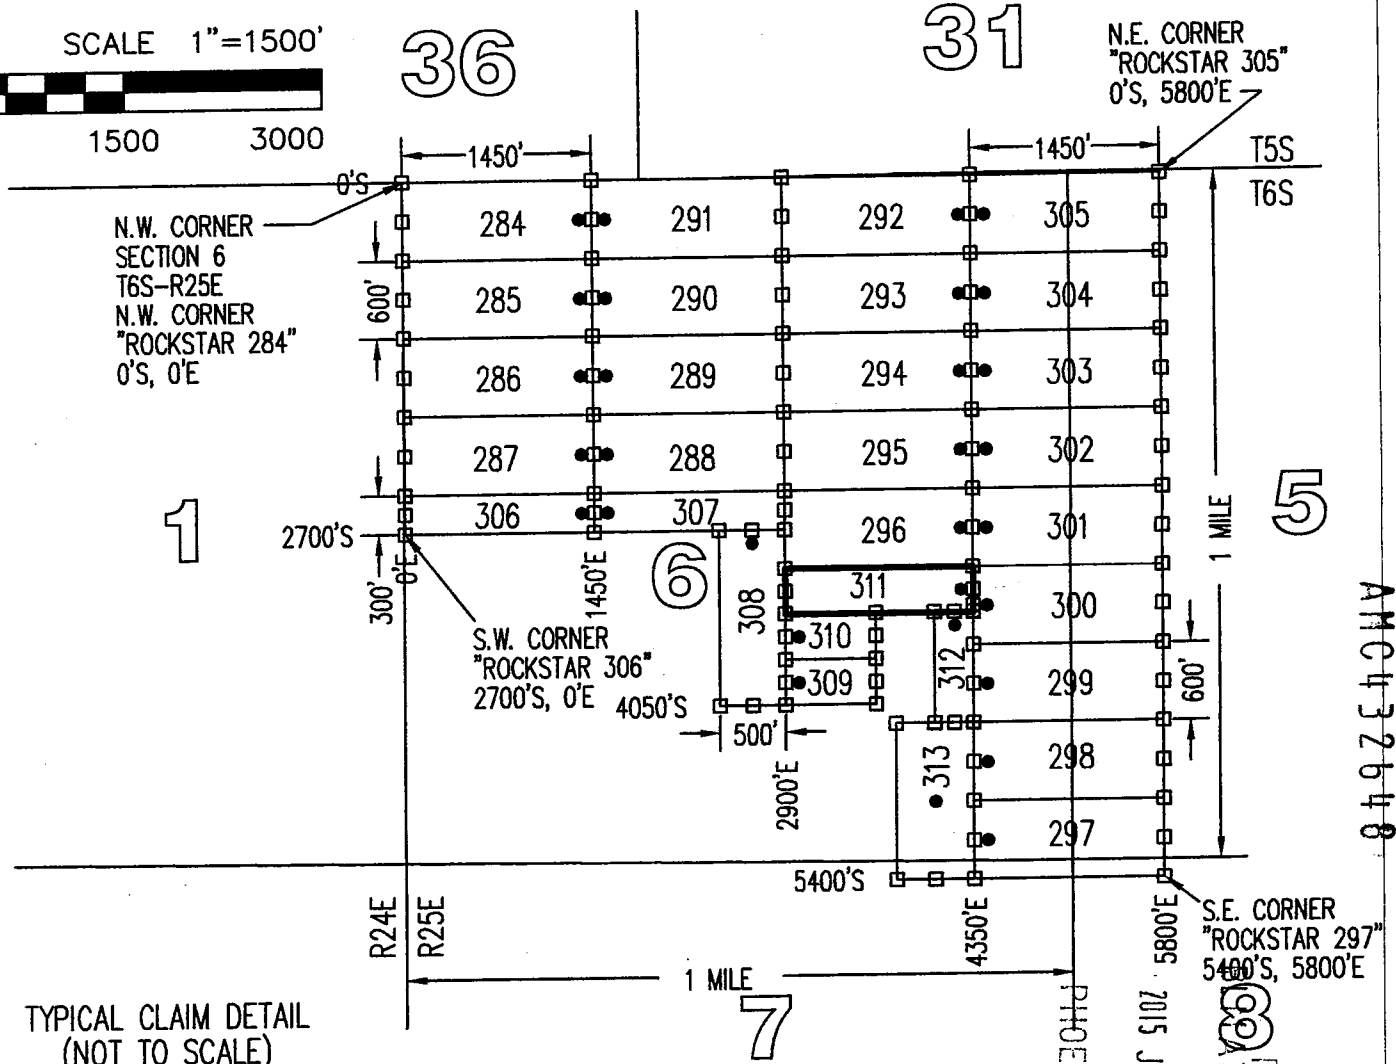 SCALE 1"=1500'
1500 3000
36
31
N.E. CORNER
"ROCKSTAR 305"
0'S, 5800'E
1450'
1450'
T5S
T6S
0'S
N.W. CORNER
SECTION 6
T6S-R25E
N.W. CORNER
"ROCKSTAR 284"
0'S, 0'E
600'
284 291 292 305
285 290 293 304
286 289 294 303
287 288 295 302
306 307 296 301
1
5
6
1 MILE
2700'S
300'
0'E
1450'E
308
311
300
310
309
312
299
600'
S.W. CORNER
"ROCKSTAR 306"
2700'S, 0'E
4050'S
500'
2900'E
313
298
297
5400'S
4350'E
5800'E
S.E. CORNER
"ROCKSTAR 297"
5400'S, 5800'E
R24E
R25E
1 MILE
7
8
AMC432648
PHOE
2015 J
TYPICAL CLAIM DETAIL
(NOT TO SCALE)